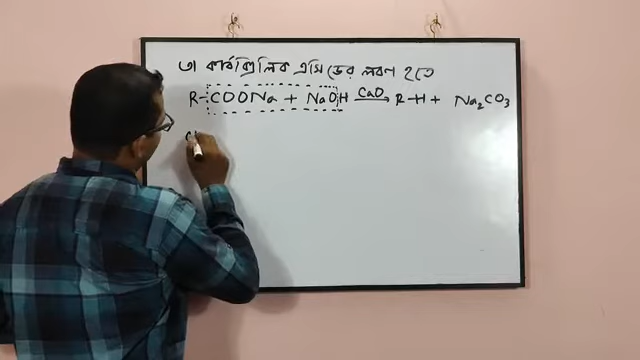 ৩। কার্বক্সিলিক এসিডের লবণ হতে
R-COONa + NaOH CaO→ R-H + Na₂CO₃